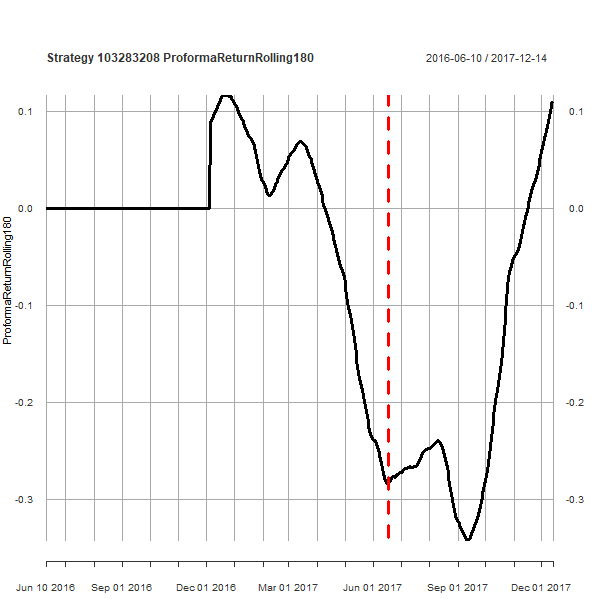 Strategy 103283208 ProformaReturnRolling180
2016-06-10 / 2017-12-14
ProformaReturnRolling180
0.1
0.0
-0.1
-0.2
-0.3
0.1
0.0
-0.1
-0.2
-0.3
Jun 10 2016
Sep 01 2016
Dec 01 2016
Mar 01 2017
Jun 01 2017
Sep 01 2017
Dec 01 2017